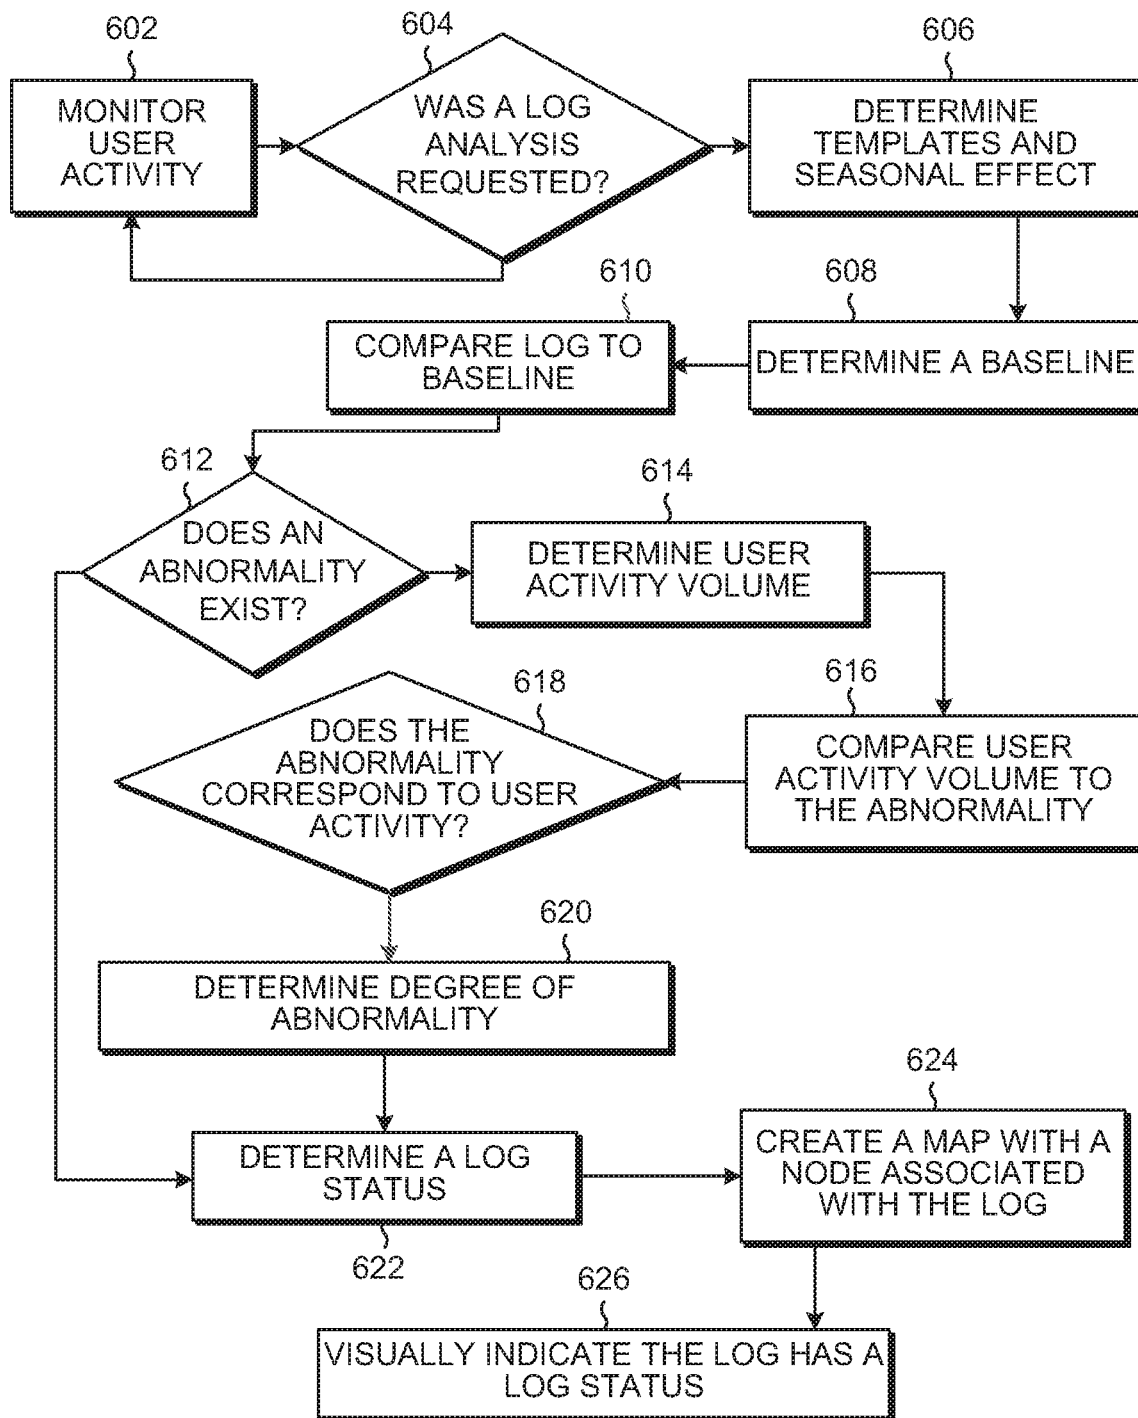 602
MONITOR
USER
ACTIVITY
604
WAS A LOG
ANALYSIS
REQUESTED?
606
DETERMINE
TEMPLATES AND
SEASONAL EFFECT
608
DETERMINE A BASELINE
610
COMPARE LOG TO
BASELINE
612
DOES AN
ABNORMALITY
EXIST?
614
DETERMINE USER
ACTIVITY VOLUME
616
COMPARE USER
ACTIVITY VOLUME TO
THE ABNORMALITY
618
DOES THE
ABNORMALITY
CORRESPOND TO USER
ACTIVITY?
620
DETERMINE DEGREE OF
ABNORMALITY
DETERMINE A LOG
STATUS
622
624
CREATE A MAP WITH A
NODE ASSOCIATED
WITH THE LOG
626
VISUALLY INDICATE THE LOG HAS A
LOG STATUS